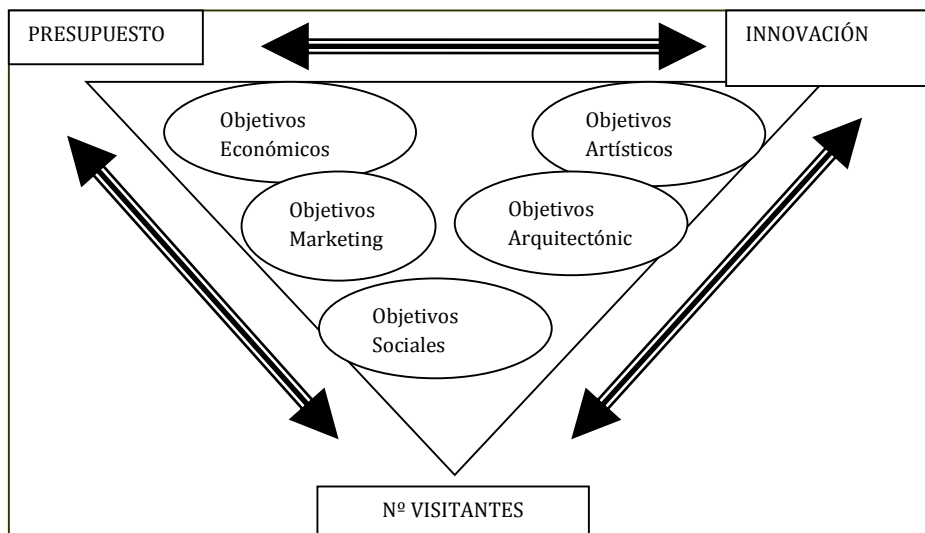 PRESUPUESTO
INNOVACIÓN
Objetivos
Económicos
Objetivos
Artísticos
Objetivos
Marketing
Objetivos
Arquitectónic
Objetivos
Sociales
Nº VISITANTES